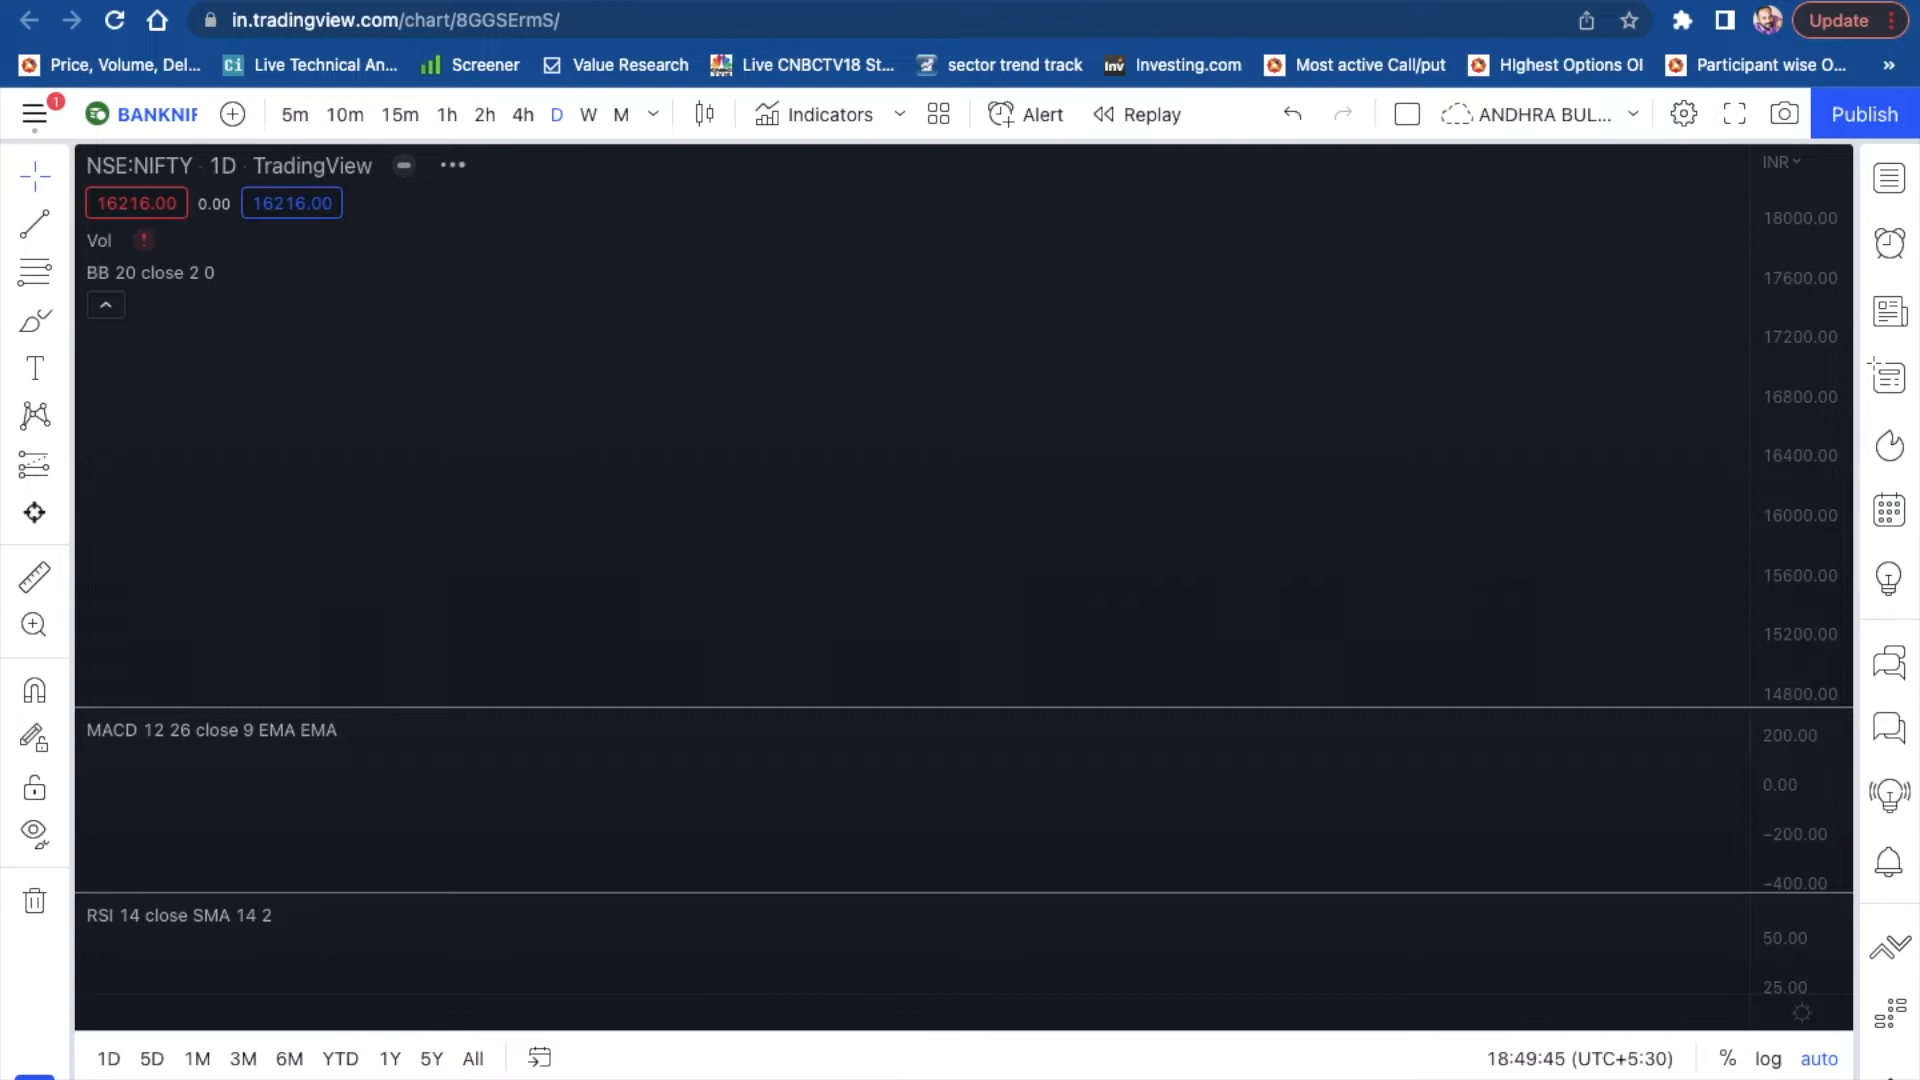 in.tradingview.com/chart/8GGSErmS/
Update
Price, Volume, Del...
Ci Live Technical An...
Screener
Value Research
Live CNBCTV18 St...
sector trend track
Inv Investing.com
Most active Call/put
HIghest Options OI
Participant wise O...
»
1
BANKNIF
5m 10m 15m 1h 2h 4h D W M
Indicators
Alert
Replay
ANDHRA BUL...
Publish
NSE:NIFTY · 1D · TradingView
INR
16216.00 0.00 16216.00
18000.00
Vol !
BB 20 close 2 0
17600.00
17200.00
16800.00
16400.00
16000.00
15600.00
15200.00
14800.00
MACD 12 26 close 9 EMA EMA
200.00
0.00
−200.00
−400.00
RSI 14 close SMA 14 2
50.00
25.00
1D 5D 1M 3M 6M YTD 1Y 5Y All
18:49:45 (UTC+5:30)
% log auto